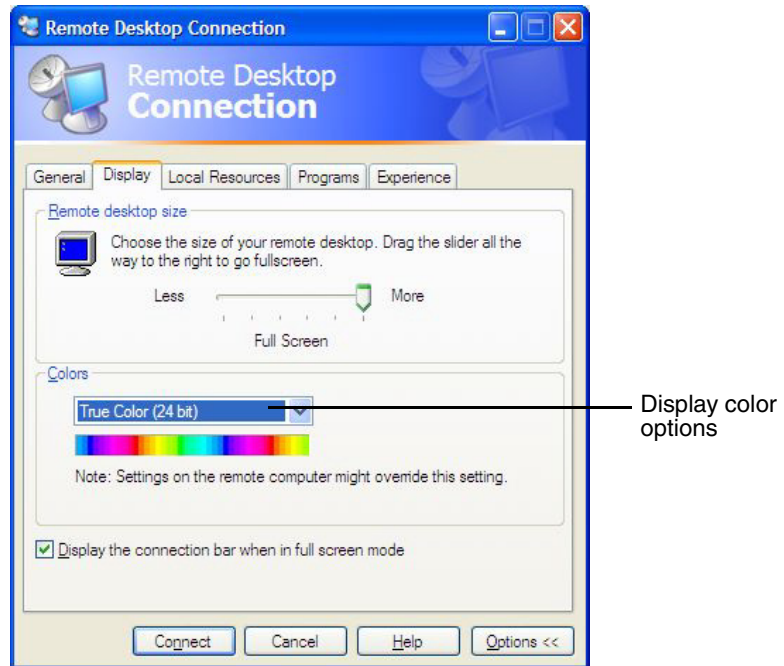 Remote Desktop Connection
Remote Desktop
Connection
General Display Local Resources Programs Experience
Remote desktop size
Choose the size of your remote desktop. Drag the slider all the
way to the right to go fullscreen.
Less More
Full Screen
Colors
True Color (24 bit)
Display color
options
Note: Settings on the remote computer might override this setting.
Display the connection bar when in full screen mode
Connect Cancel Help Options <<